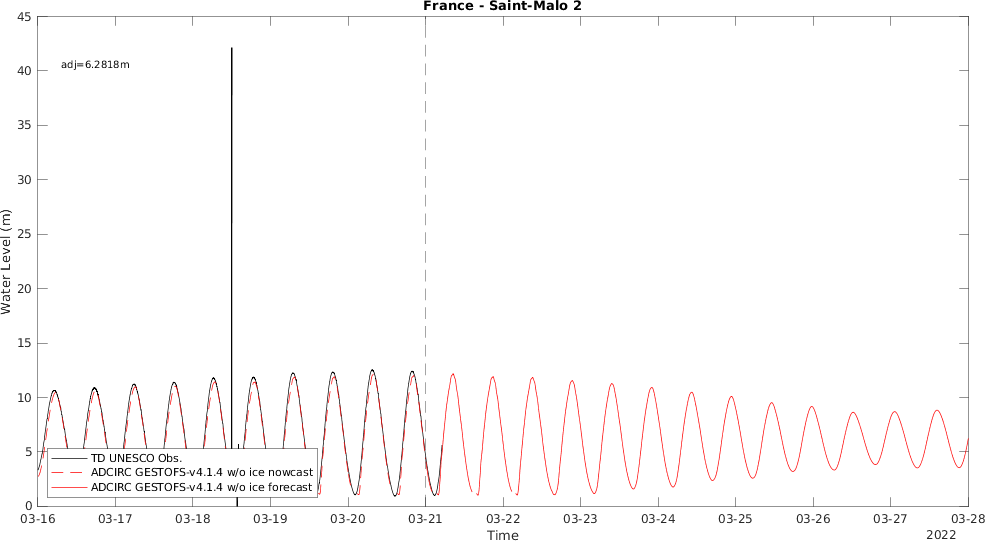 France - Saint-Malo 2
45
40
35
30
25
20
15
10
5
0
Water Level (m)
adj=6.2818m
TD UNESCO Obs.
ADCIRC GESTOFS-v4.1.4 w/o ice nowcast
ADCIRC GESTOFS-v4.1.4 w/o ice forecast
03-16 03-17 03-18 03-19 03-20 03-21 03-22 03-23 03-24 03-25 03-26 03-27 03-28
Time
2022